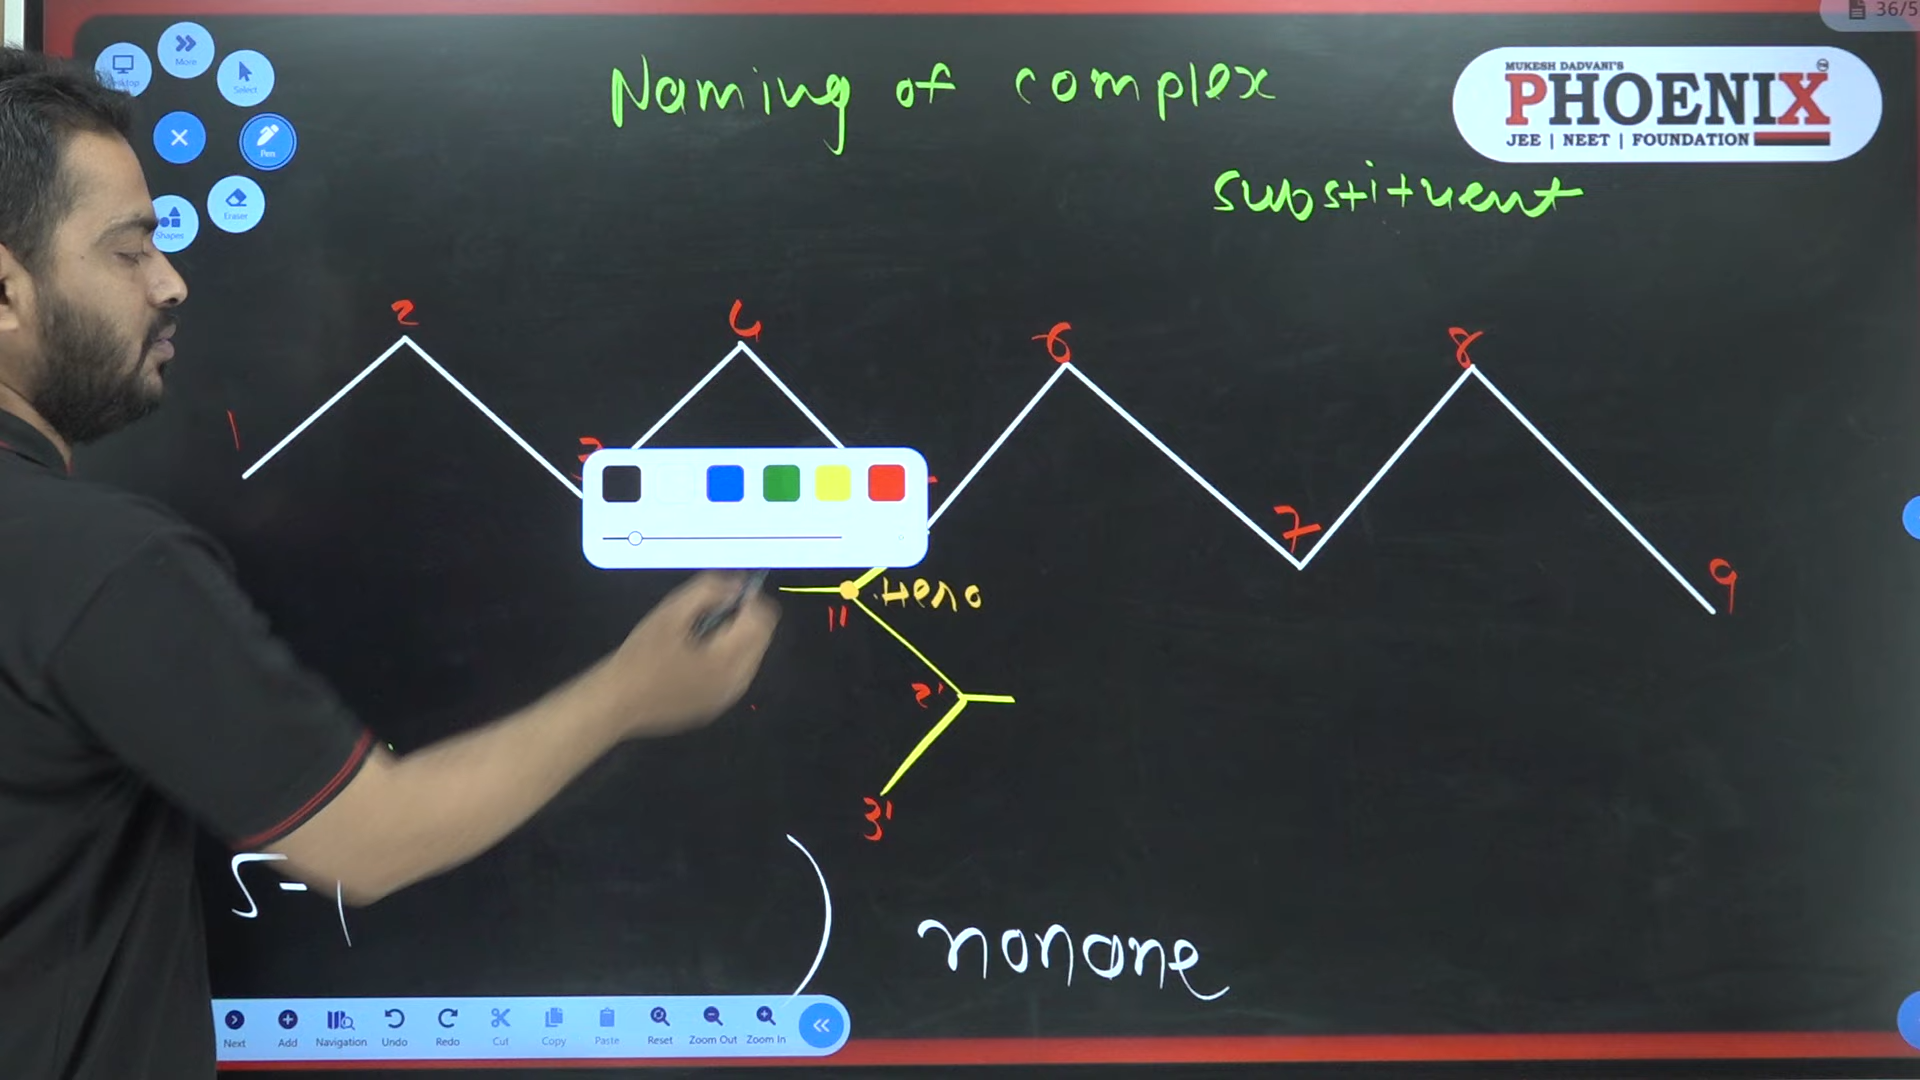 36/5
More
Select
Pen
Shapes
Eraser
Naming of complex
substituent
MUKESH DADVANI'S
PHOENIX
JEE | NEET | FOUNDATION
2
4
6
8
1
3
7
9
.Hero
1'
2'
3'
5-(
) nonane
Next
Add
Navigation
Undo
Redo
Cut
Copy
Paste
Reset
Zoom Out
Zoom In